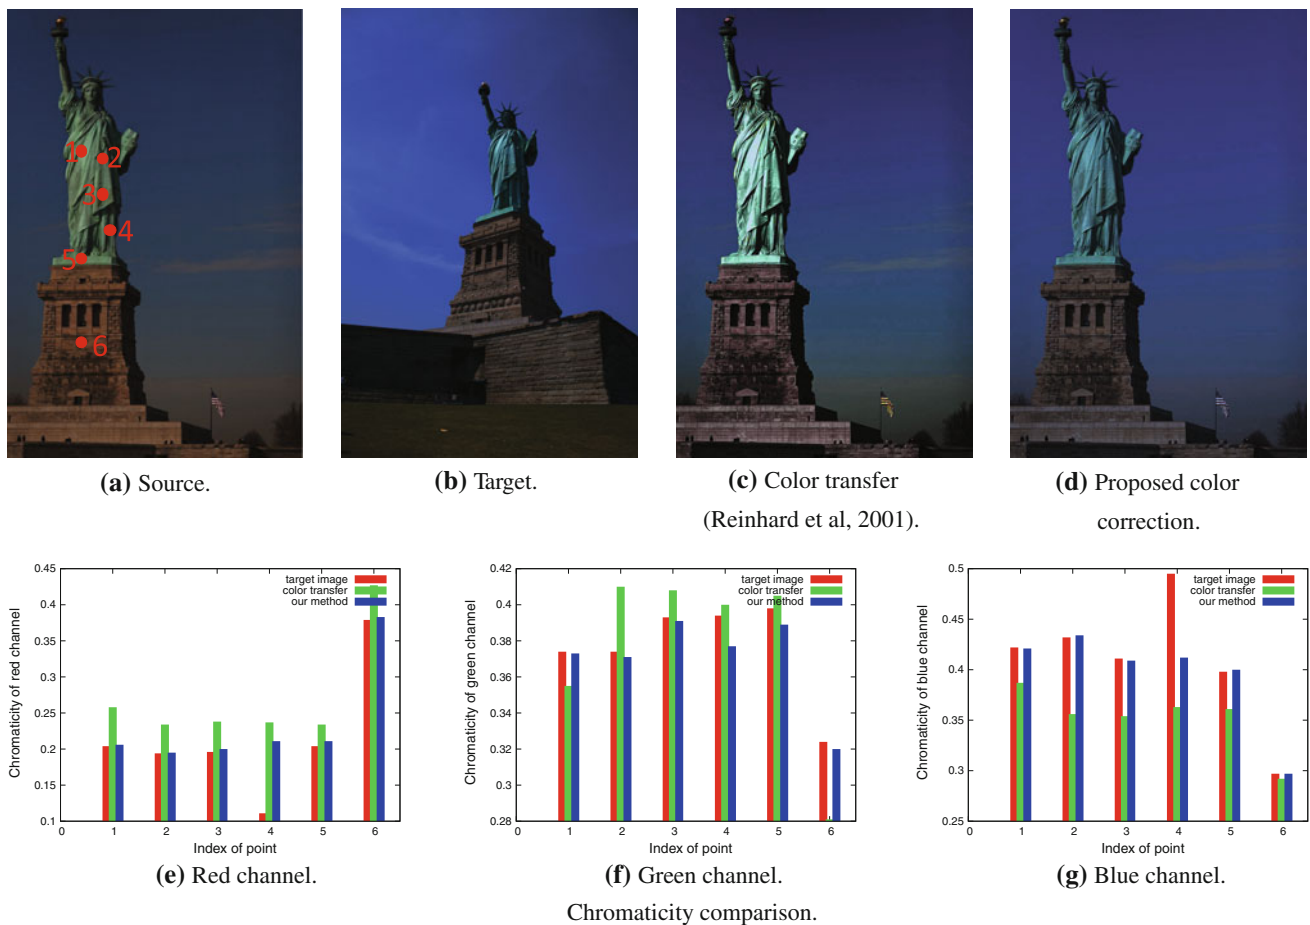 1
2
3
4
5
6
(a) Source.
(b) Target.
(c) Color transfer
(Reinhard et al, 2001).
(d) Proposed color
correction.
Chromaticity of red channel
0.45
0.4
0.35
0.3
0.25
0.2
0.15
0.1
target image
color transfer
our method
0 1 2 3 4 5 6
Index of point
(e) Red channel.
Chromaticity of green channel
0.42
0.4
0.38
0.36
0.34
0.32
0.3
0.28
target image
color transfer
our method
0 1 2 3 4 5 6
Index of point
(f) Green channel.
Chromaticity of blue channel
0.5
0.45
0.4
0.35
0.3
0.25
target image
color transfer
our method
0 1 2 3 4 5 6
Index of point
(g) Blue channel.
Chromaticity comparison.